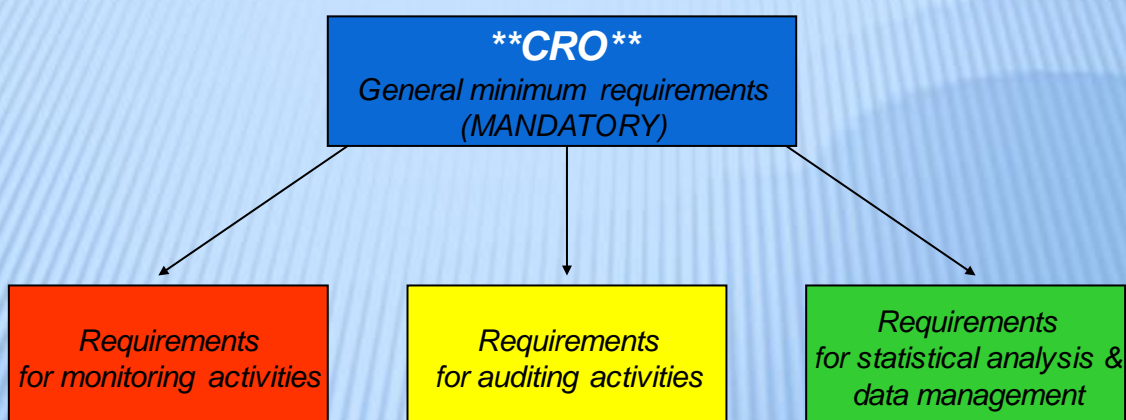 **CRO**
General minimum requirements
(MANDATORY)
Requirements
for monitoring activities
Requirements
for auditing activities
Requirements
for statistical analysis &
data management